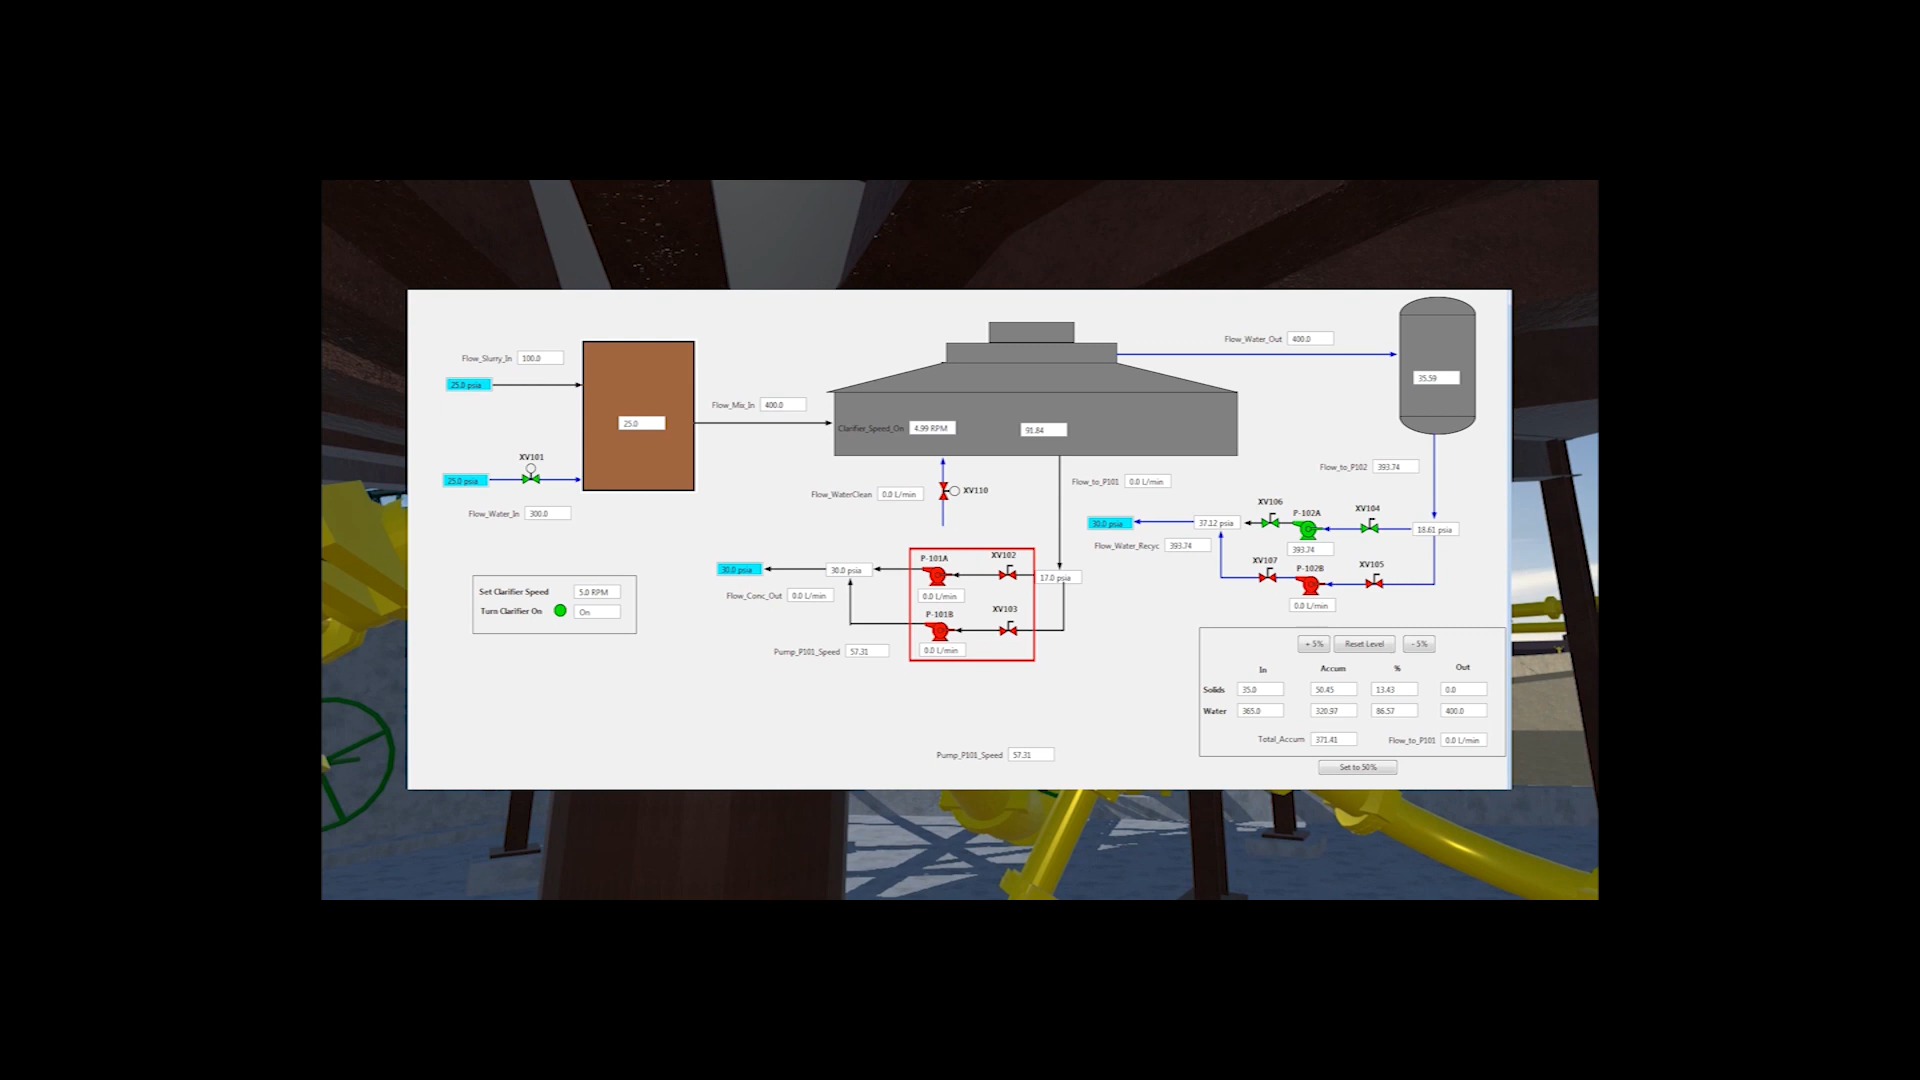 Flow_Slurry_In 100.0
25.0 psia
25.0
XV101
25.0 psia
Flow_Water_In 300.0
Flow_Mix_In 400.0
Clarifier_Speed_On 4.99 RPM
91.84
Flow_Water_Out 400.0
35.59
Flow_WaterClean 0.0 L/min
XV110
Flow_to_P101 0.0 L/min
Flow_to_P102 393.74
XV106
P-102A
XV104
30.0 psia
37.12 psia
18.61 psia
Flow_Water_Recyc 393.74
393.74
XV107
P-102B
XV105
0.0 L/min
P-101A
XV102
30.0 psia
30.0 psia
17.0 psia
Flow_Conc_Out 0.0 L/min
0.0 L/min
P-101B
XV103
0.0 L/min
Pump_P101_Speed 57.31
Set Clarifier Speed 5.0 RPM
Turn Clarifier On On
Pump_P101_Speed 57.31
+ 5% Reset Level - 5%
In Accum % Out
Solids 35.0 50.45 13.43 0.0
Water 365.0 320.97 86.57 400.0
Total_Accum 371.41 Flow_to_P101 0.0 L/min
Set to 50%